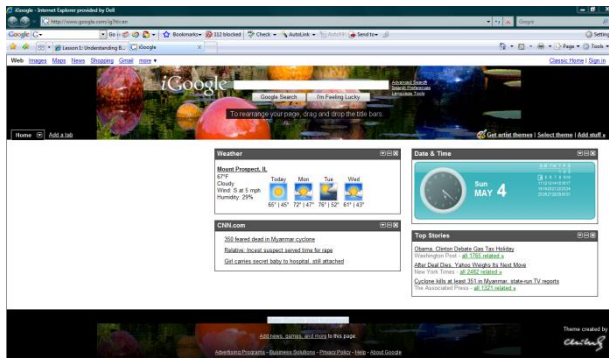 iGoogle - Internet Explorer provided by Dell
http://www.google.com/ig?hl=en
Google
Google G- Go Bookmarks 312 blocked Check AutoLink AutoFill Send to Settings
Lesson 1: Understanding R... iGoogle Page Tools
Web Images Maps News Shopping Gmail more Classic Home | Sign in
iGoogle
Advanced Search
Search Preferences
Language Tools
Google Search I'm Feeling Lucky
To rearrange your page, drag and drop the title bars
Home Add a tab Get artist themes | Select theme | Add stuff »
Weather
Mount Prospect, IL
67°F
Cloudy
Wind: S at 5 mph
Humidity: 29%
Today Mon Tue Wed
65° | 45° 72° | 47° 76° | 52° 61° | 43°
CNN.com
350 feared dead in Myanmar cyclone
Relative: Incest suspect served time for rape
Girl carries secret baby to hospital, still attached
Date & Time
Sun
MAY 4
Top Stories
Obama, Clinton Debate Gas Tax Holiday
Washington Post - all 1765 related »
After Deal Dies, Yahoo Weighs Its Next Move
New York Times - all 2482 related »
Cyclone kills at least 351 in Myanmar, state-run TV reports
The Associated Press - all 1321 related »
Theme created by
Add news, games, and more to this page.
Advertising Programs - Business Solutions - Privacy Policy - Help - About Google